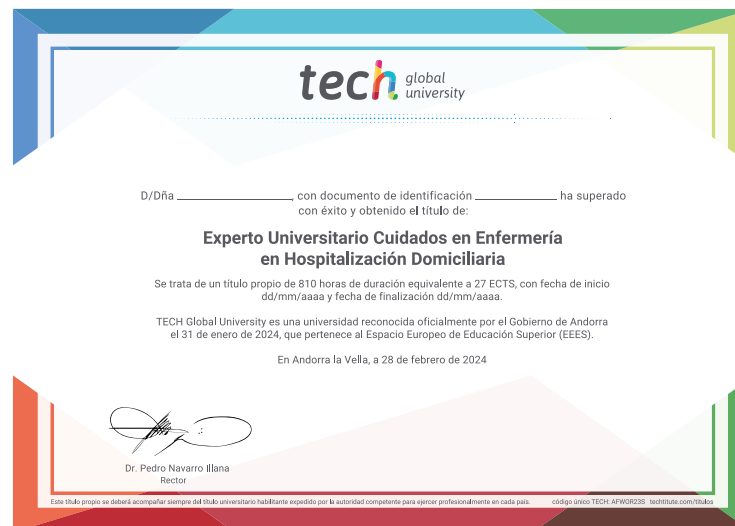 tech global university
D/Dña ________________, con documento de identificación ____________ ha superado
con éxito y obtenido el título de:
Experto Universitario Cuidados en Enfermería
en Hospitalización Domiciliaria
Se trata de un título propio de 810 horas de duración equivalente a 27 ECTS, con fecha de inicio
dd/mm/aaaa y fecha de finalización dd/mm/aaaa.
TECH Global University es una universidad reconocida oficialmente por el Gobierno de Andorra
el 31 de enero de 2024, que pertenece al Espacio Europeo de Educación Superior (EEES).
En Andorra la Vella, a 28 de febrero de 2024
Dr. Pedro Navarro Illana
Rector
Este título propio se deberá acompañar siempre del título universitario habilitante expedido por la autoridad competente para ejercer profesionalmente en cada país. código único TECH: AFWOR23S techtitute.com/titulos